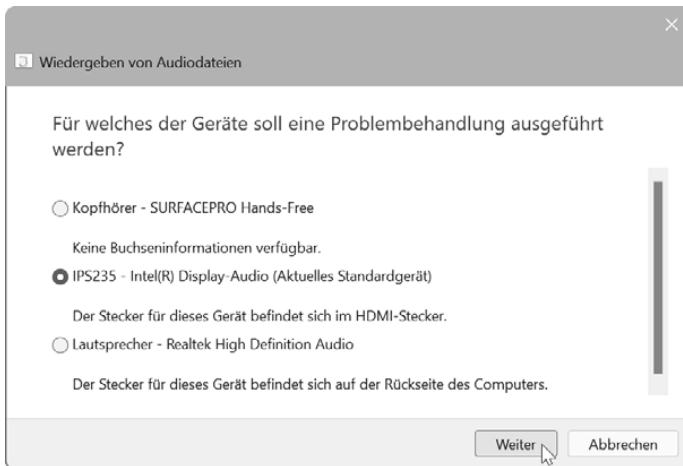 Wiedergeben von Audiodateien
Für welches der Geräte soll eine Problembehandlung ausgeführt
werden?
Kopfhörer - SURFACEPRO Hands-Free
Keine Buchseninformationen verfügbar.
IPS235 - Intel(R) Display-Audio (Aktuelles Standardgerät)
Der Stecker für dieses Gerät befindet sich im HDMI-Stecker.
Lautsprecher - Realtek High Definition Audio
Der Stecker für dieses Gerät befindet sich auf der Rückseite des Computers.
Weiter
Abbrechen